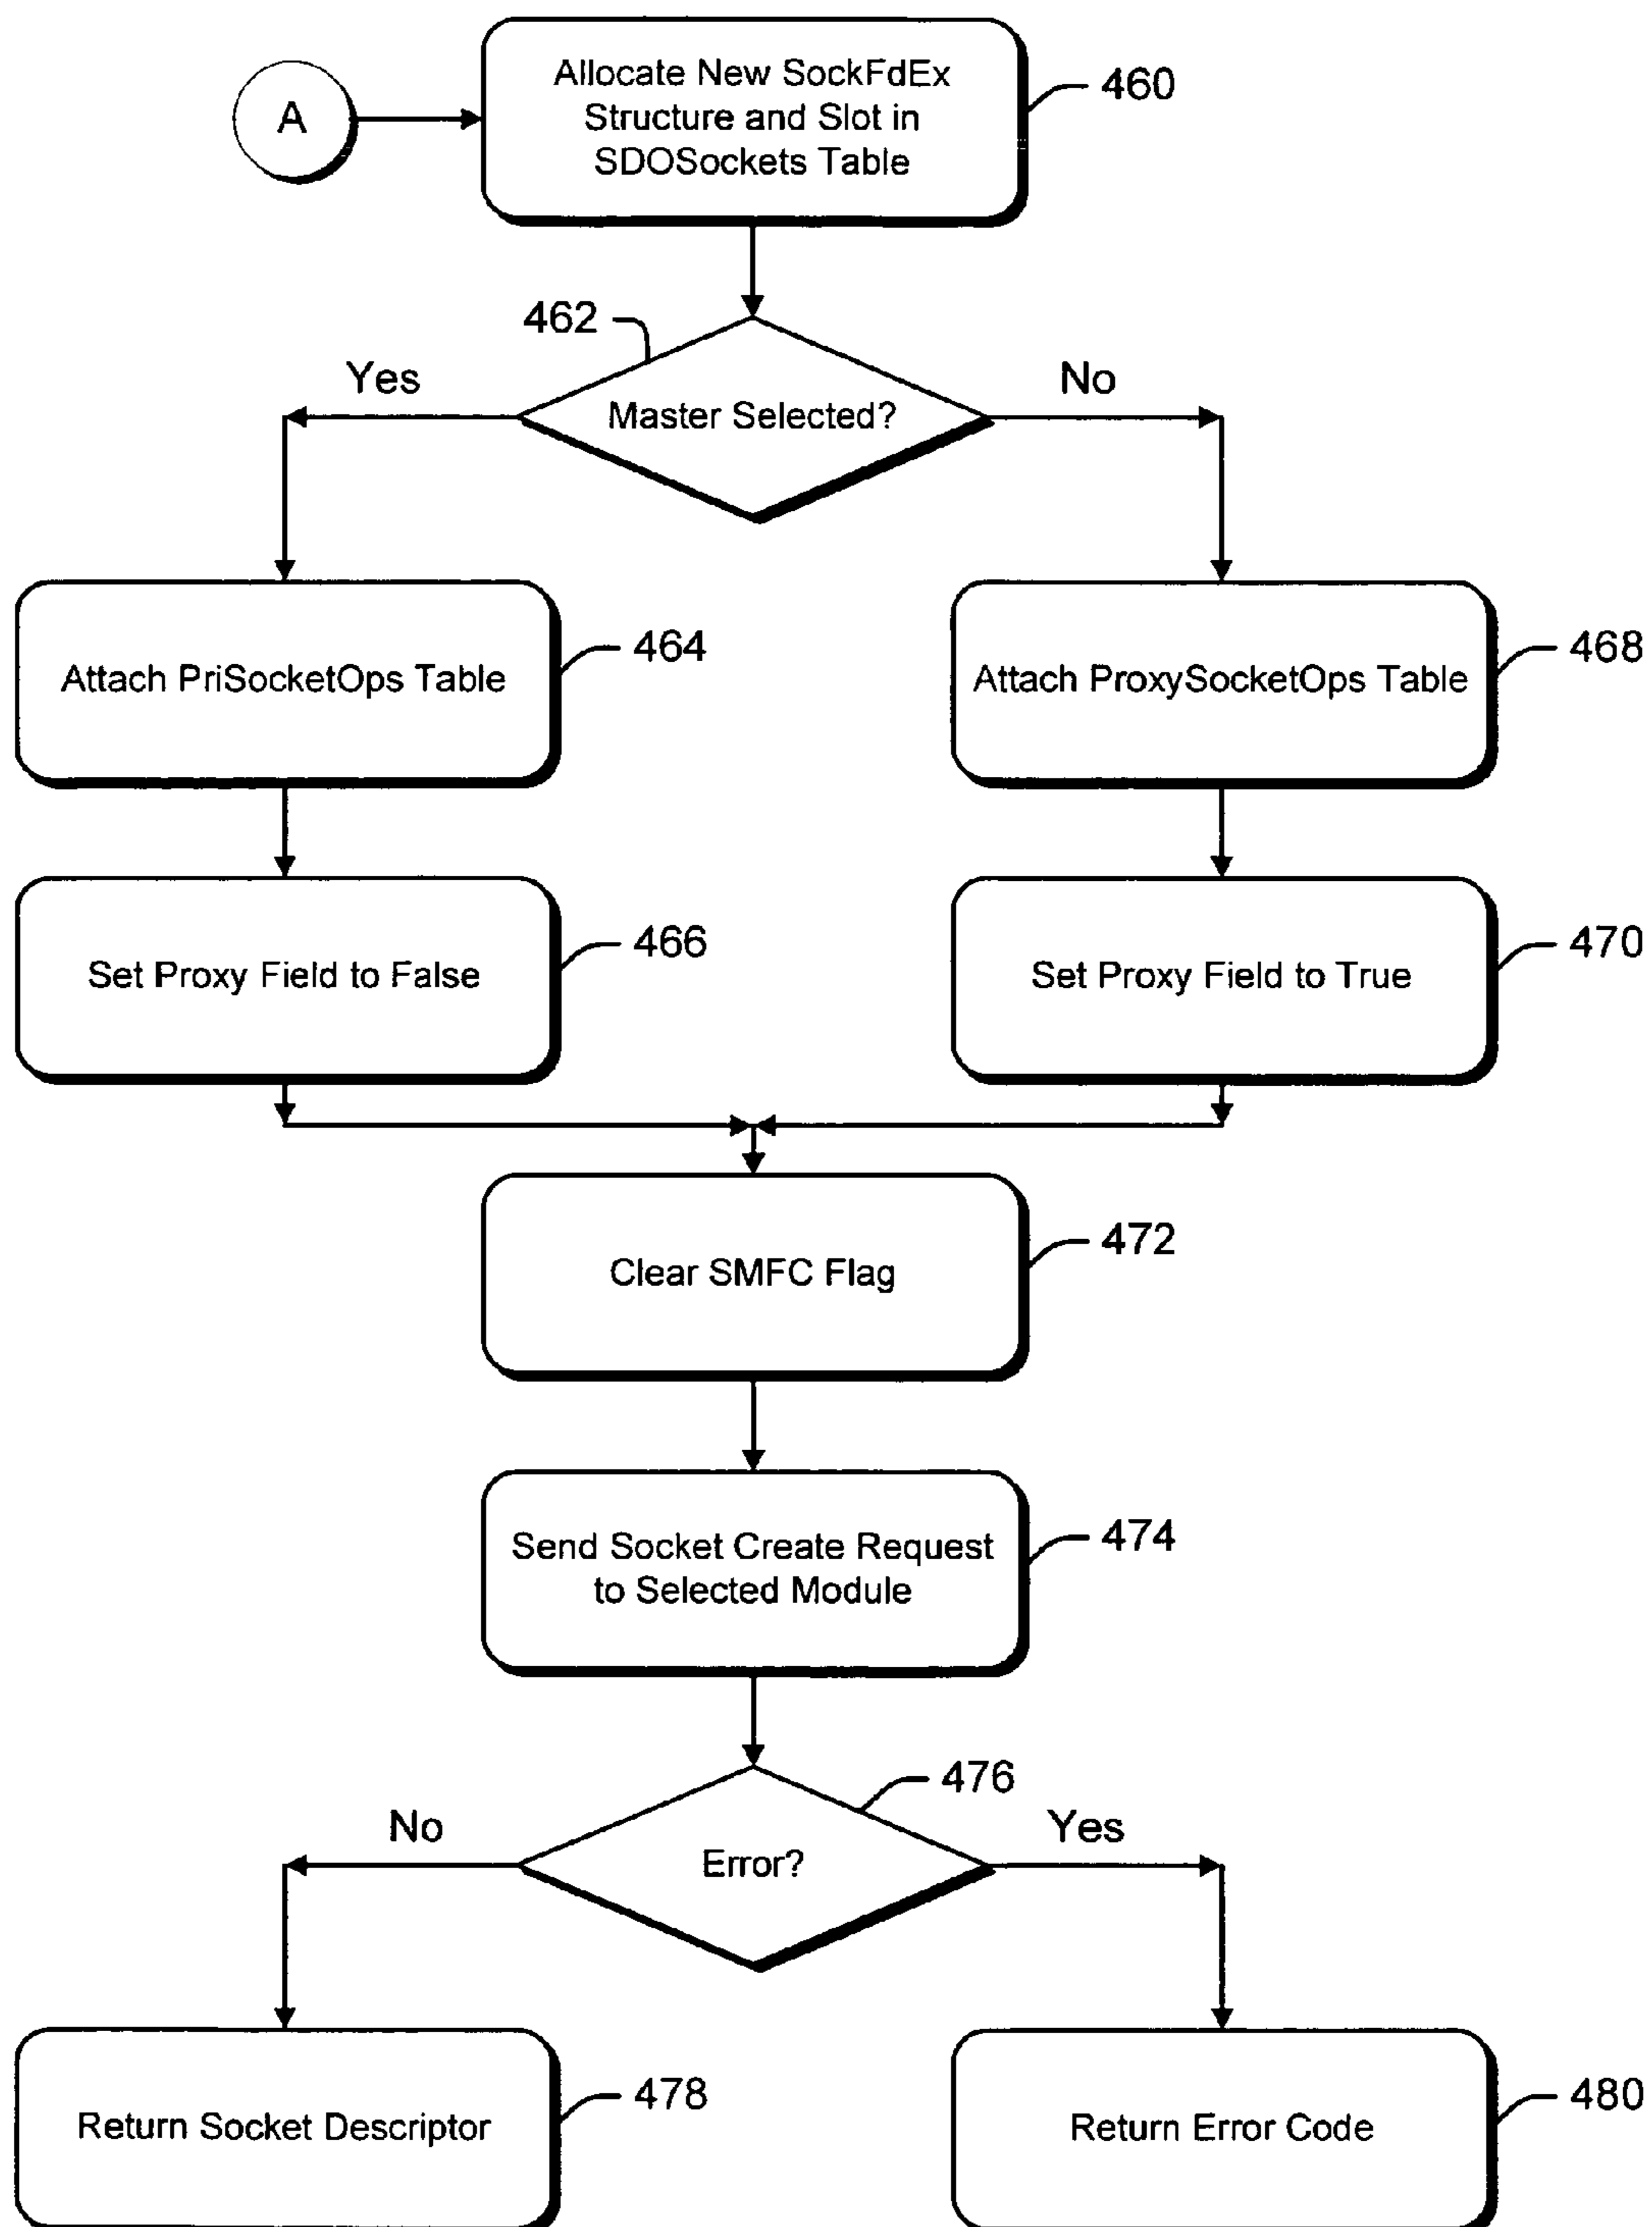 A
Allocate New SockFdEx
Structure and Slot in
SDOSockets Table
460
462
Yes
Master Selected?
No
Attach PriSocketOps Table
464
Attach ProxySocketOps Table
468
Set Proxy Field to False
466
Set Proxy Field to True
470
Clear SMFC Flag
472
Send Socket Create Request
to Selected Module
474
476
No
Error?
Yes
Return Socket Descriptor
478
Return Error Code
480